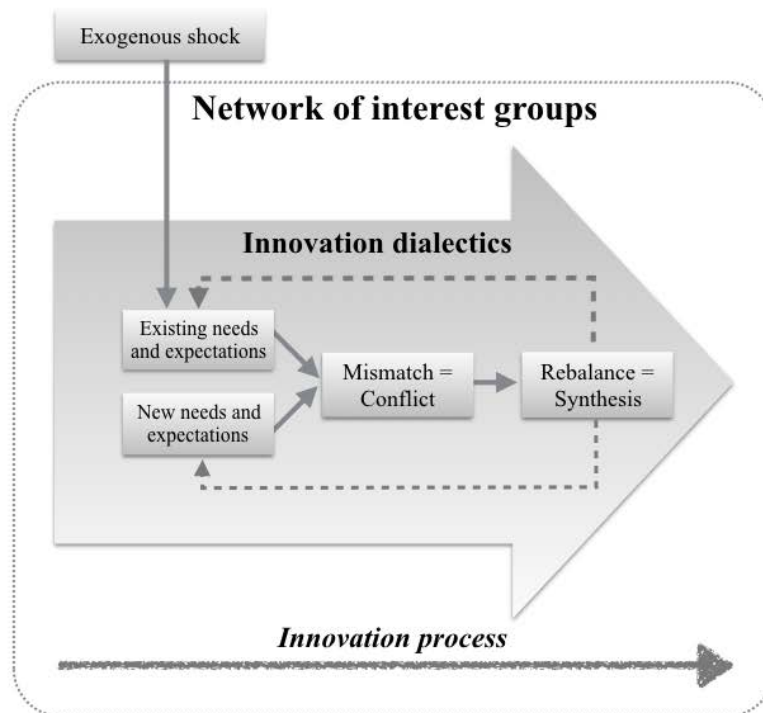 Exogenous shock
Network of interest groups
Innovation dialectics
Existing needs
and expectations
New needs and
expectations
Mismatch =
Conflict
Rebalance =
Synthesis
Innovation process